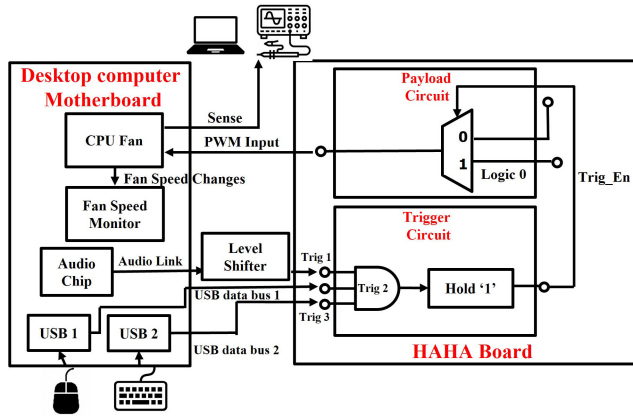 Desktop computer
Motherboard
CPU Fan
Sense
PWM Input
Fan Speed Changes
Fan Speed
Monitor
Audio
Chip
Audio Link
Level
Shifter
USB data bus 1
USB 1
USB 2
USB data bus 2
Payload
Circuit
0
1
Logic 0
Trig_En
Trigger
Circuit
Trig 1
Trig 2
Trig 3
Hold ‘1’
HAHA Board